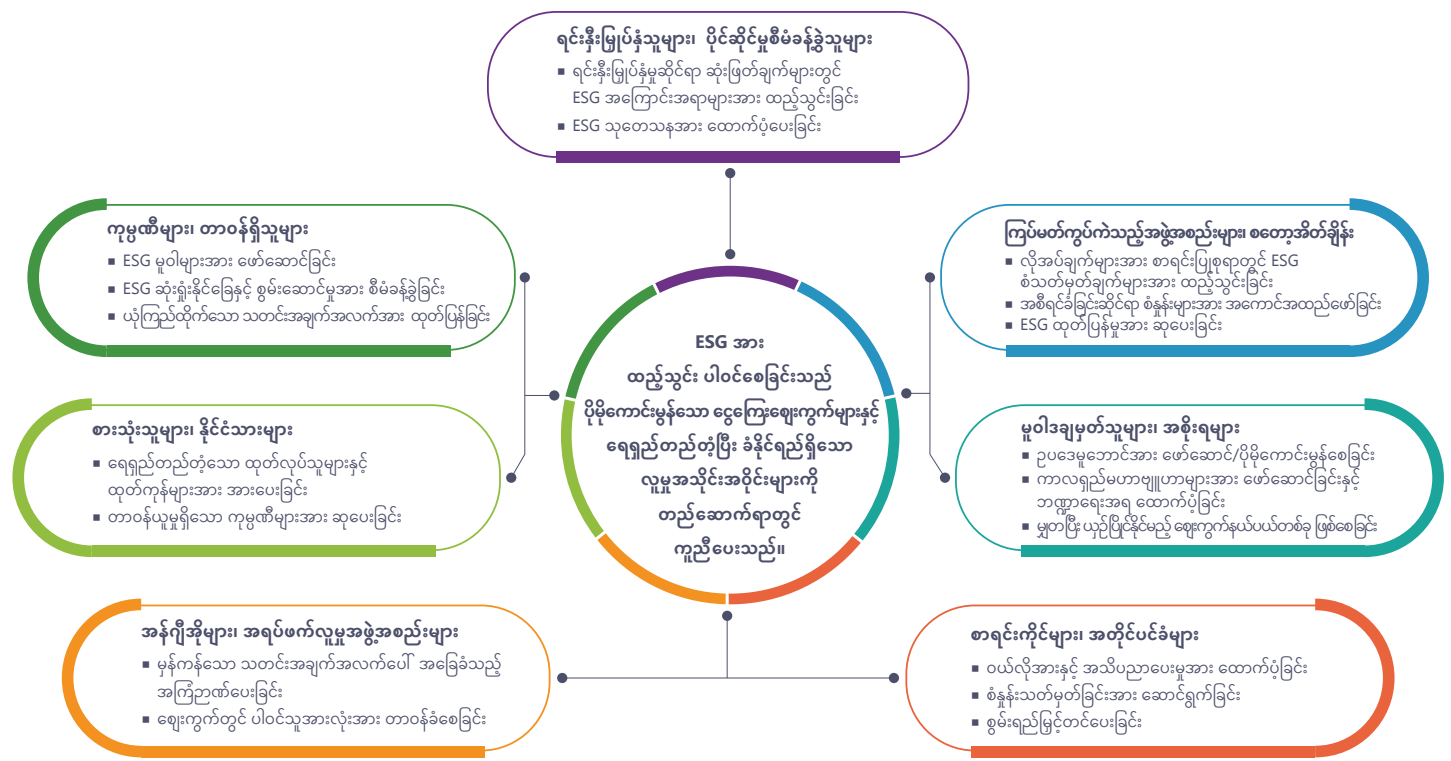 ရင်းနှီးမြှုပ်နှံသူများ၊ ပိုင်ဆိုင်မှုစီမံခန့်ခွဲသူများ
▪ ရင်းနှီးမြှုပ်နှံမှုဆိုင်ရာ ဆုံးဖြတ်ချက်များတွင်
ESG အကြောင်းအရာများအား ထည့်သွင်းခြင်း
▪ ESG သုတေသနအား ထောက်ပံ့ပေးခြင်း
ကုမ္ပဏီများ၊ တာဝန်ရှိသူများ
▪ ESG မူဝါများအား ဖော်ဆောင်ခြင်း
▪ ESG ဆုံးရှုံးနိုင်ခြေနှင့် စွမ်းဆောင်မှုအား စီမံခန့်ခွဲခြင်း
▪ ယုံကြည်ထိုက်သော သတင်းအချက်အလက်အား ထုတ်ပြန်ခြင်း
ကြပ်မတ်ကွပ်ကဲသည့်အဖွဲ့အစည်းများ၊ စတော့အိတ်ချိန်း
▪ လိုအပ်ချက်များအား စာရင်းပြုစုရာတွင် ESG
စံသတ်မှတ်ချက်များအား ထည့်သွင်းခြင်း
▪ အစီရင်ခံခြင်းဆိုင်ရာ စံနှုန်းများအား အကောင်အထည်ဖော်ခြင်း
▪ ESG ထုတ်ပြန်မှုအား ဆုပေးခြင်း
စားသုံးသူများ၊ နိုင်ငံသားများ
▪ ရေရှည်တည်တံ့သော ထုတ်လုပ်သူများနှင့်
ထုတ်ကုန်များအား အားပေးခြင်း
▪ တာဝန်ယူမှုရှိသော ကုမ္ပဏီများအား ဆုပေးခြင်း
ESG အား
ထည့်သွင်း ပါဝင်စေခြင်းသည်
ပိုမိုကောင်းမွန်သော ငွေကြေးဈေးကွက်များနှင့်
ရေရှည်တည်တံ့ပြီး ခံနိုင်ရည်ရှိသော
လူမှုအသိုင်းအဝိုင်းများကို
တည်ဆောက်ရာတွင်
ကူညီပေးသည်။
မူဝါဒချမှတ်သူများ၊ အစိုးရများ
▪ ဥပဒေမူဘောင်အား ဖော်ဆောင်/ပိုမိုကောင်းမွန်စေခြင်း
▪ ကာလရှည်မဟာဗျူဟာများအား ဖော်ဆောင်ခြင်းနှင့်
ဘဏ္ဍာရေးအရ ထောက်ပံ့ခြင်း
▪ မျှတပြီး ယှဉ်ပြိုင်နိုင်မည့် ဈေးကွက်နယ်ပယ်တစ်ခု ဖြစ်စေခြင်း
အန်ဂျီအိုများ၊ အရပ်ဖက်လူမှုအဖွဲ့အစည်းများ
▪ မှန်ကန်သော သတင်းအချက်အလက်ပေါ် အခြေခံသည့်
အကြံဉာဏ်ပေးခြင်း
▪ ဈေးကွက်တွင် ပါဝင်သူအားလုံးအား တာဝန်ခံစေခြင်း
စာရင်းကိုင်များ၊ အတိုင်ပင်ခံများ
▪ ဝယ်လိုအားနှင့် အသိပညာပေးမှုအား ထောက်ပံ့ခြင်း
▪ စံနှုန်းသတ်မှတ်ခြင်းအား ဆောင်ရွက်ခြင်း
▪ စွမ်းရည်မြှင့်တင်ပေးခြင်း